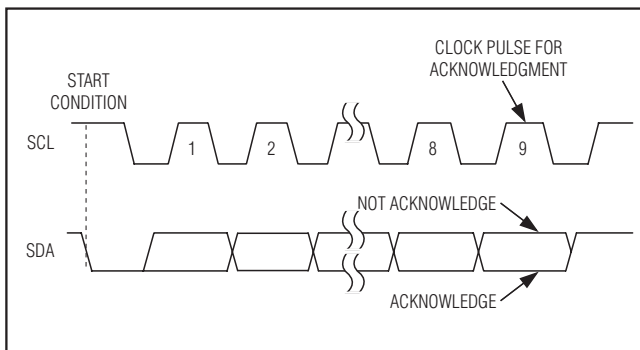 CLOCK PULSE FOR
ACKNOWLEDGMENT
START
CONDITION
SCL
1
2
8
9
NOT ACKNOWLEDGE
SDA
ACKNOWLEDGE